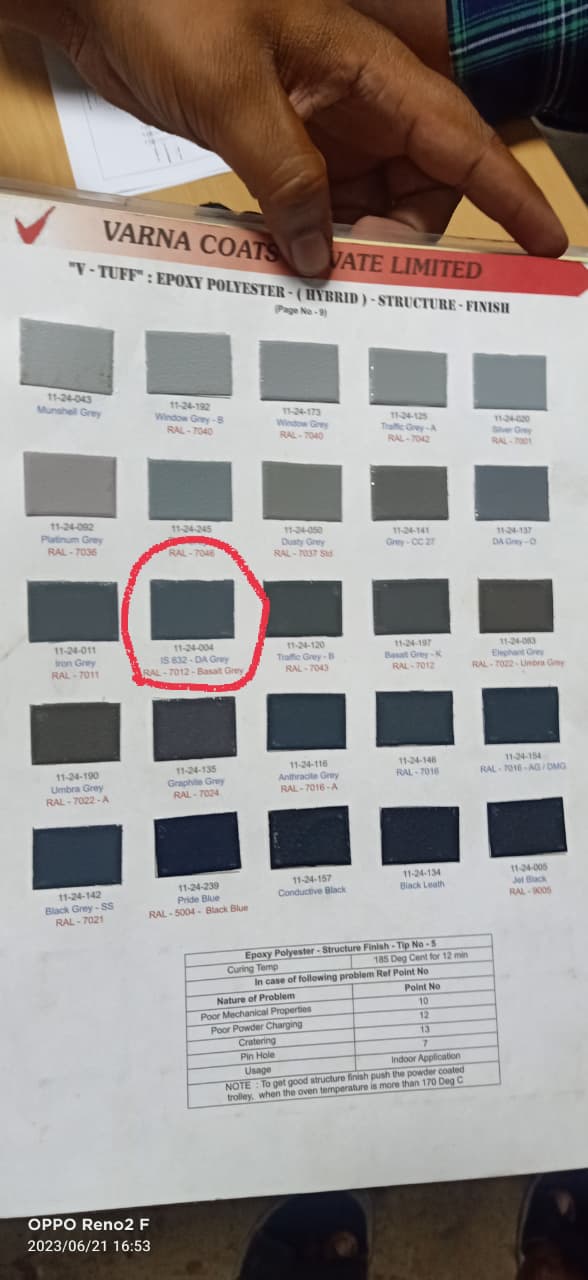 VARNA COATS VATE LIMITED
"V - TUFF" : EPOXY POLYESTER - ( HYBRID ) - STRUCTURE - FINISH
(Page No - 9)
11-24-043
Munshell Grey
11-24-192
Window Grey - B
RAL - 7040
11-24-173
Window Grey
RAL - 7040
11-24-125
Traffic Grey - A
RAL - 7042
11-24-020
Silver Grey
RAL - 7001
11-24-092
Platinum Grey
RAL - 7036
11-24-245
RAL - 7046
11-24-050
Dusty Grey
RAL - 7037 Std
11-24-141
Grey - CC 27
11-24-137
DA Grey - O
11-24-011
Iron Grey
RAL - 7011
11-24-004
IS 632 - DA Grey
RAL - 7012 - Basalt Grey
11-24-120
Traffic Grey - B
RAL - 7043
11-24-197
Basalt Grey - K
RAL - 7012
11-24-083
Elephant Grey
RAL - 7022 - Umbra Grey
11-24-190
Umbra Grey
RAL - 7022 - A
11-24-135
Graphite Grey
RAL - 7024
11-24-116
Anthracite Grey
RAL - 7016 - A
11-24-146
RAL - 7016
11-24-154
RAL - 7016 - AG / DMG
11-24-142
Black Grey - SS
RAL - 7021
11-24-239
Pride Blue
RAL - 5004 - Black Blue
11-24-157
Conductive Black
11-24-134
Black Leath
11-24-005
Jet Black
RAL - 9005
Epoxy Polyester - Structure Finish - Tip No - 5
Curing Temp 185 Deg Cent for 12 min
In case of following problem Ref Point No
Nature of Problem Point No
Poor Mechanical Properties 10
Poor Powder Charging 12
Cratering 13
Pin Hole 7
Usage Indoor Application
NOTE : To get good structure finish push the powder coated
trolley, when the oven temperature is more than 170 Deg C
OPPO Reno2 F
2023/06/21 16:53